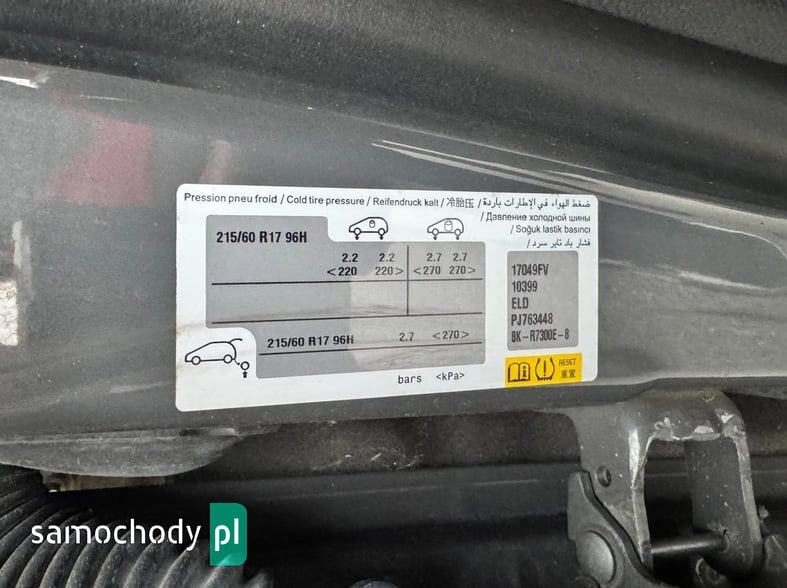 Pression pneu froid / Cold tire pressure / Reifendruck kalt / 冷胎压 / ضغط الهواء في الإطارات باردة
/ Давление холодной шины
/ Soğuk lastik basıncı
فشار باد تایر سرد /
215/60 R17 96H
2.2 2.2 2.7 2.7
<220 220> <270 270>
215/60 R17 96H 2.7 <270>
bars <kPa>
17049FV
10399
ELD
PJ763448
BK-R7300E-8
RESET
重置
samochody pl